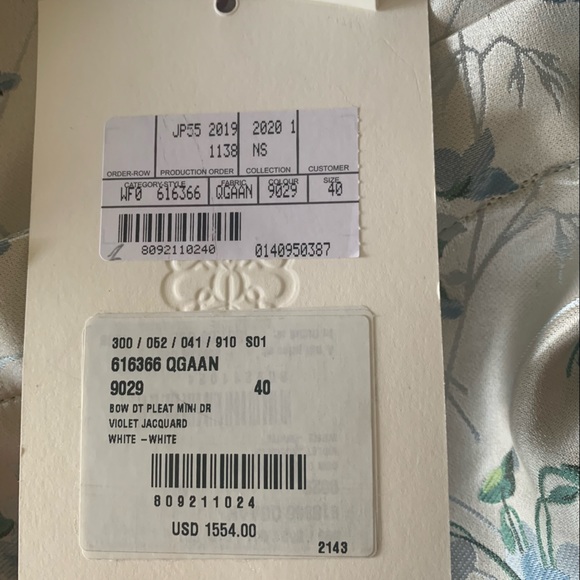 JP55 2019 2020 1
1138 NS
ORDER-ROW PRODUCTION ORDER COLLECTION CUSTOMER
CATEGORY-STYLE FABRIC COLOUR SIZE
WF0 616366 QGAAN 9029 40
8092110240 0140950387
300 / 052 / 041 / 910 S01
616366 QGAAN
9029 40
BOW DT PLEAT MINI DR
VIOLET JACQUARD
WHITE -WHITE
809211024
USD 1554.00
2143